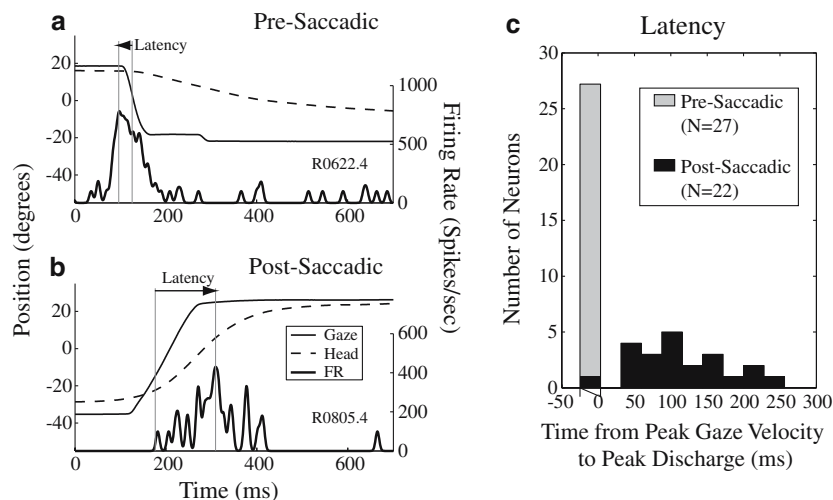 a
Pre-Saccadic
Latency
20
0
-20
-40
1000
500
0
R0622.4
0
200
400
600
Position (degrees)
Firing Rate (Spikes/sec)
b
Post-Saccadic
Latency
20
0
-20
-40
600
400
200
0
Gaze
Head
FR
R0805.4
0
200
400
600
Time (ms)
c
Latency
30
25
20
15
10
5
0
Number of Neurons
Pre-Saccadic
(N=27)
Post-Saccadic
(N=22)
-50
0
50
100
150
200
250
300
Time from Peak Gaze Velocity
to Peak Discharge (ms)